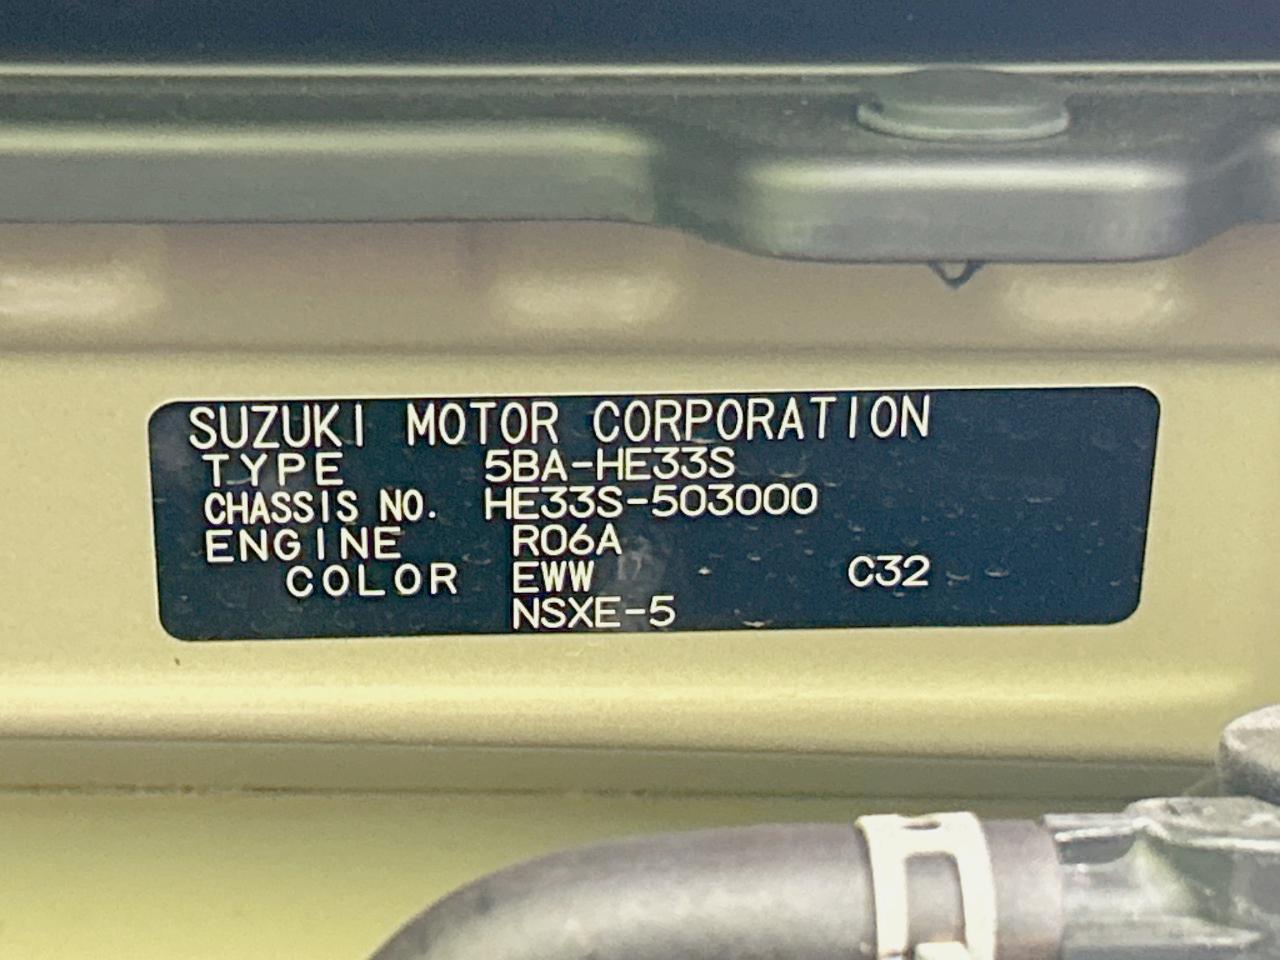 SUZUKI MOTOR CORPORATION
TYPE 5BA-HE33S
CHASSIS NO. HE33S-503000
ENGINE R06A
COLOR EWW C32
NSXE-5